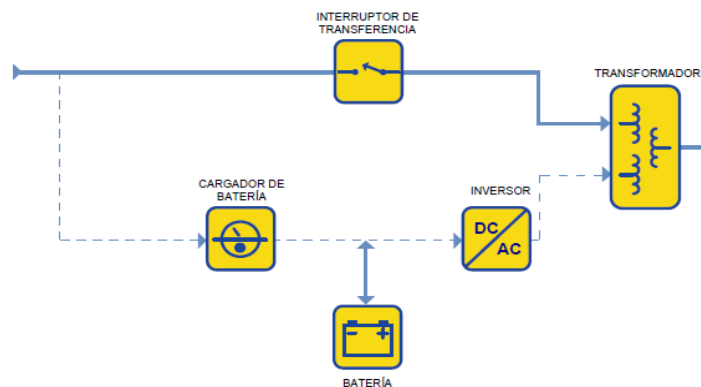 INTERRUPTOR DE
TRANSFERENCIA
TRANSFORMADOR
CARGADOR DE
BATERÍA
INVERSOR
DC
AC
BATERÍA